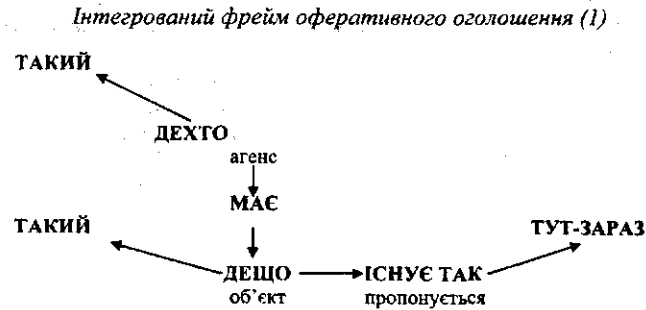 Інтегрований фрейм оферативного оголошення (1)
ТАКИЙ
ДЕХТО
агенс
МАЄ
ТАКИЙ
ТУТ-ЗАРАЗ
ДЕЩО
ІСНУЄ ТАК
об'єкт
пропонується